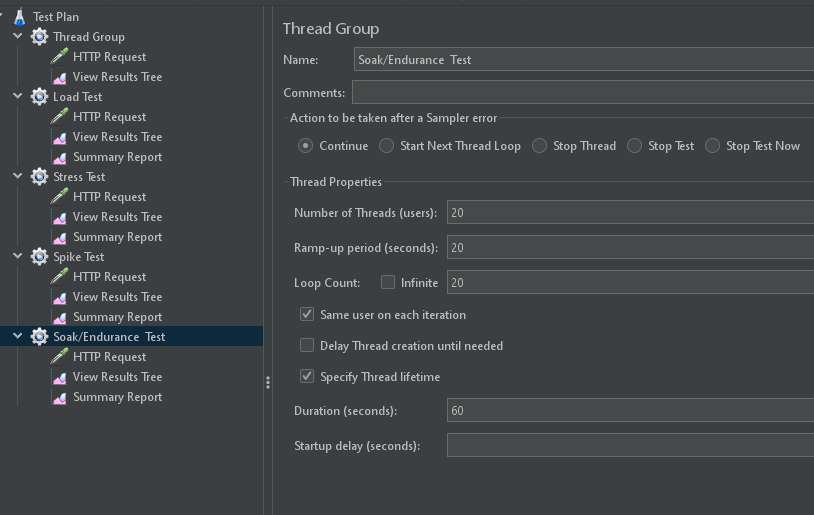 Test Plan
Thread Group
HTTP Request
View Results Tree
Load Test
HTTP Request
View Results Tree
Summary Report
Stress Test
HTTP Request
View Results Tree
Summary Report
Spike Test
HTTP Request
View Results Tree
Summary Report
Soak/Endurance  Test
HTTP Request
View Results Tree
Summary Report
Thread Group
Name: Soak/Endurance  Test
Comments:
Action to be taken after a Sampler error
Continue Start Next Thread Loop Stop Thread Stop Test Stop Test Now
Thread Properties
Number of Threads (users): 20
Ramp-up period (seconds): 20
Loop Count: Infinite 20
Same user on each iteration
Delay Thread creation until needed
Specify Thread lifetime
Duration (seconds): 60
Startup delay (seconds):